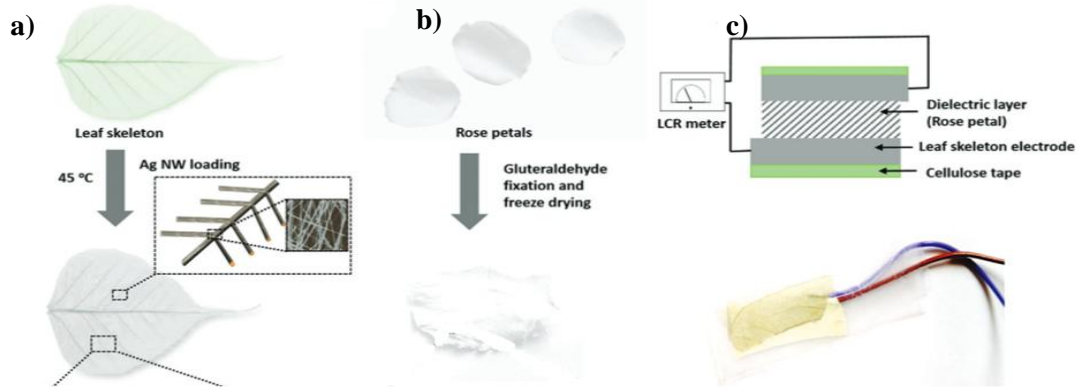 a)
Leaf skeleton
45 °C
Ag NW loading
b)
Rose petals
Gluteraldehyde
fixation and
freeze drying
c)
LCR meter
Dielectric layer
(Rose petal)
Leaf skeleton electrode
Cellulose tape